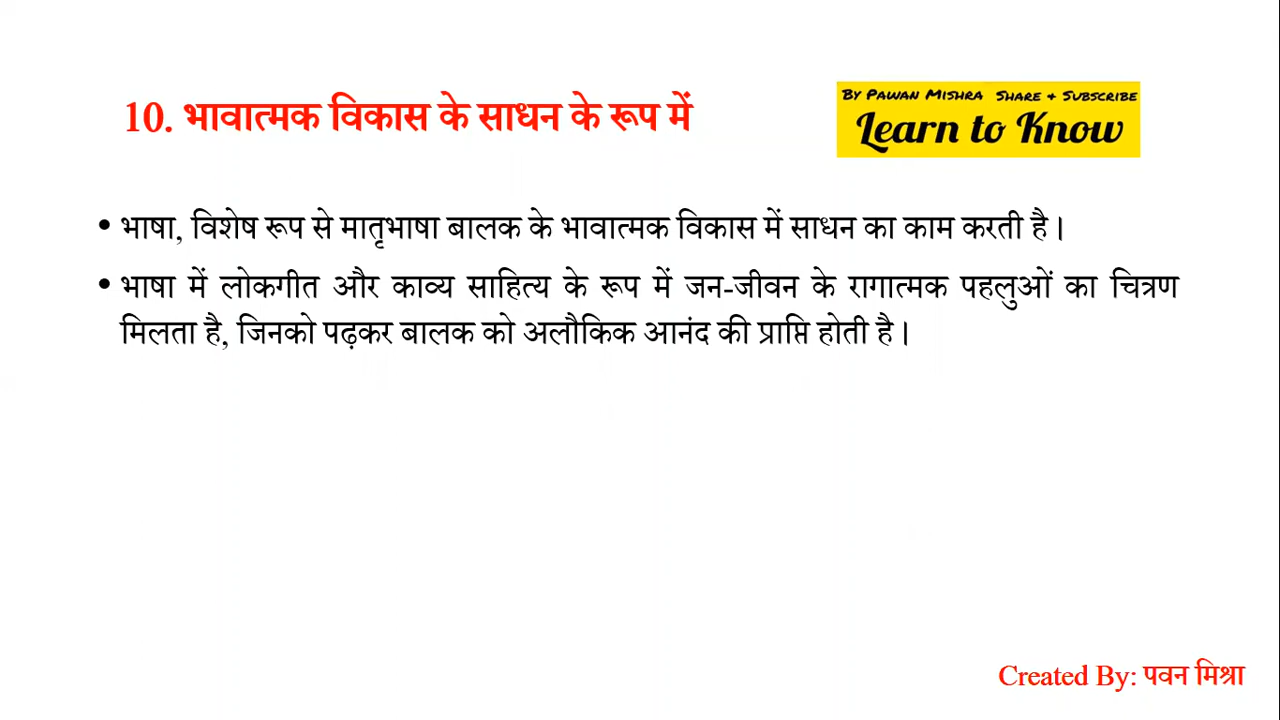 10. भावात्मक विकास के साधन के रूप में
BY PAWAN MISHRA SHARE + SUBSCRIBE
Learn to Know
• भाषा, विशेष रूप से मातृभाषा बालक के भावात्मक विकास में साधन का काम करती है।
• भाषा में लोकगीत और काव्य साहित्य के रूप में जन-जीवन के रागात्मक पहलुओं का चित्रण
मिलता है, जिनको पढ़कर बालक को अलौकिक आनंद की प्राप्ति होती है।
Created By: पवन मिश्रा